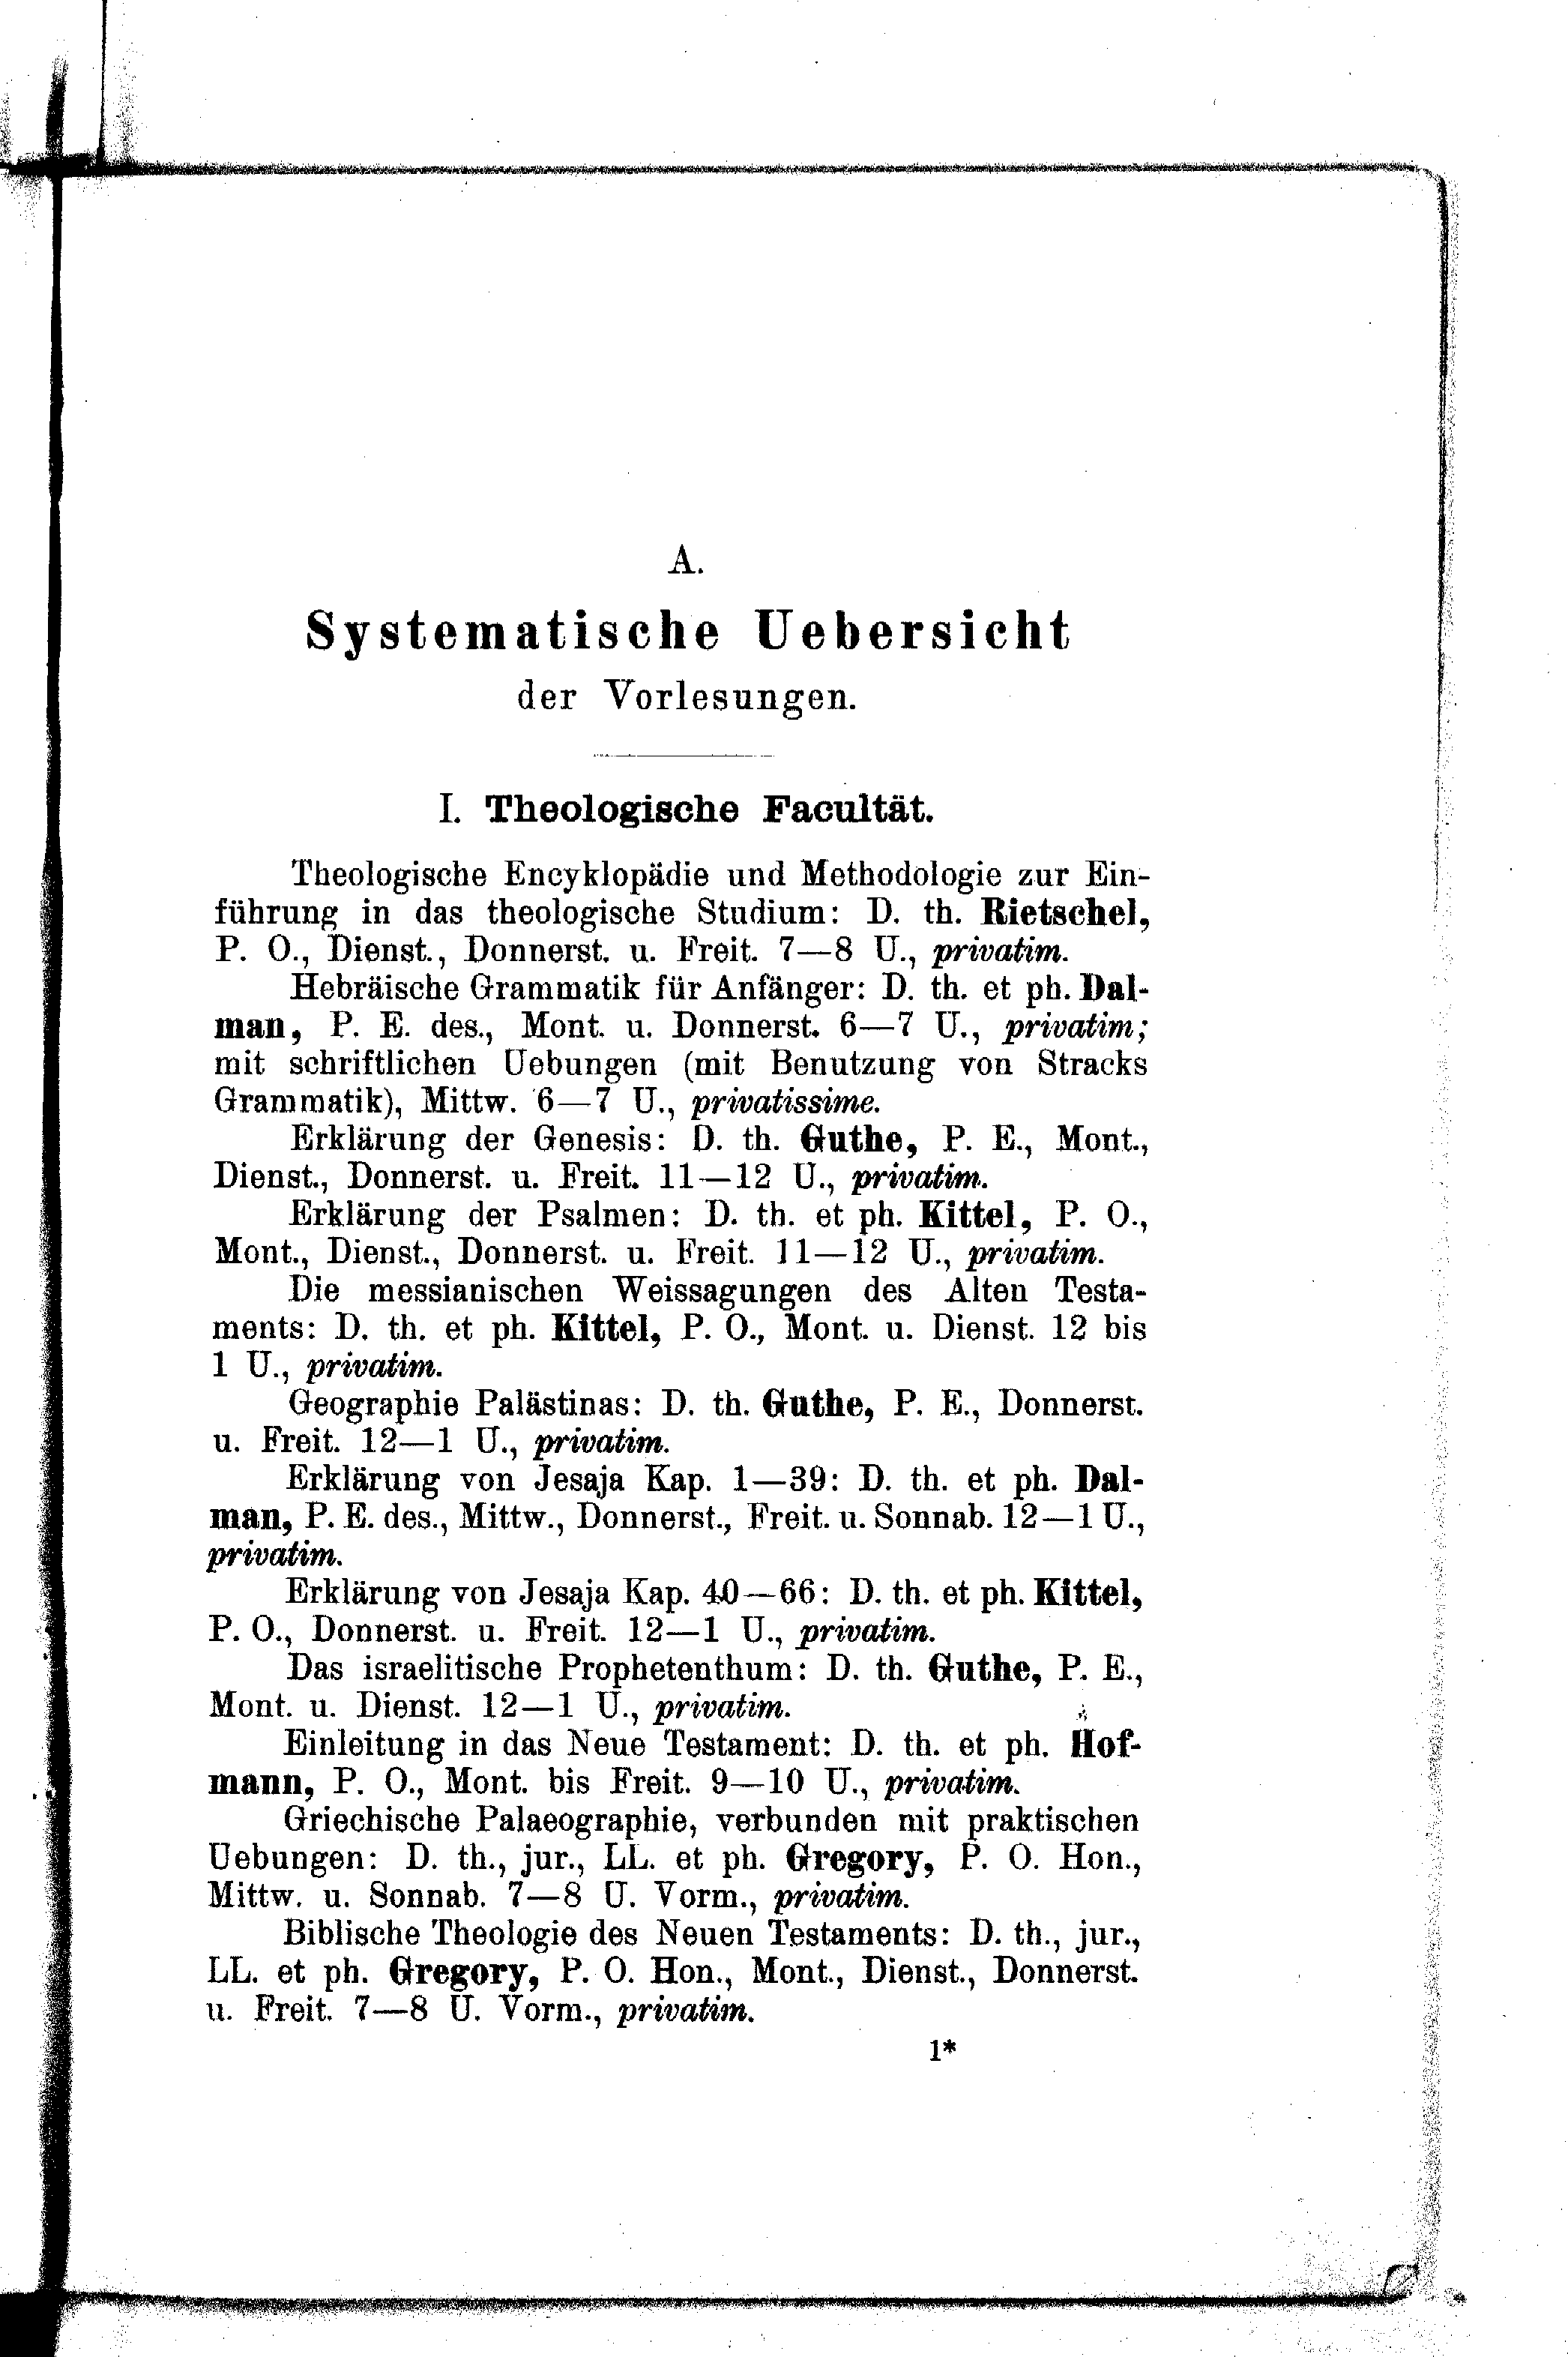 A.
Systematische Uebersicht
der Vorlesungen.
I. Theologische Facultät.
Theologische Encyklopädie und Methodologie zur Ein-
führung in das theologische Studium: D. th. Rietschel,
P. O., Dienst., Donnerst. u. Freit. 7—8 U., privatim.
Hebräische Grammatik für Anfänger: D. th. et ph. Dal-
man, P. E. des., Mont. u. Donnerst. 6—7 U., privatim;
mit schriftlichen Uebungen (mit Benutzung von Stracks
Grammatik), Mittw. 6—7 U., privatissime.
Erklärung der Genesis: D. th. Guthe, P. E., Mont.,
Dienst., Donnerst. u. Freit. 11—12 U., privatim.
Erklärung der Psalmen: D. th. et ph. Kittel, P. O.,
Mont., Dienst., Donnerst. u. Freit. 11—12 U., privatim.
Die messianischen Weissagungen des Alten Testa-
ments: D. th. et ph. Kittel, P. O., Mont. u. Dienst. 12 bis
1 U., privatim.
Geographie Palästinas: D. th. Guthe, P. E., Donnerst.
u. Freit. 12—1 U., privatim.
Erklärung von Jesaja Kap. 1—39: D. th. et ph. Dal-
man, P. E. des., Mittw., Donnerst., Freit. u. Sonnab. 12—1 U.,
privatim.
Erklärung von Jesaja Kap. 40—66: D. th. et ph. Kittel,
P. O., Donnerst. u. Freit. 12—1 U., privatim.
Das israelitische Prophetenthum: D. th. Guthe, P. E.,
Mont. u. Dienst. 12—1 U., privatim.
Einleitung in das Neue Testament: D. th. et ph. Hof-
mann, P. O., Mont. bis Freit. 9—10 U., privatim.
Griechische Palaeographie, verbunden mit praktischen
Uebungen: D. th., jur., LL. et ph. Gregory, P. O. Hon.,
Mittw. u. Sonnab. 7—8 U. Vorm., privatim.
Biblische Theologie des Neuen Testaments: D. th., jur.,
LL. et ph. Gregory, P. O. Hon., Mont., Dienst., Donnerst.
u. Freit. 7—8 U. Vorm., privatim.
1*